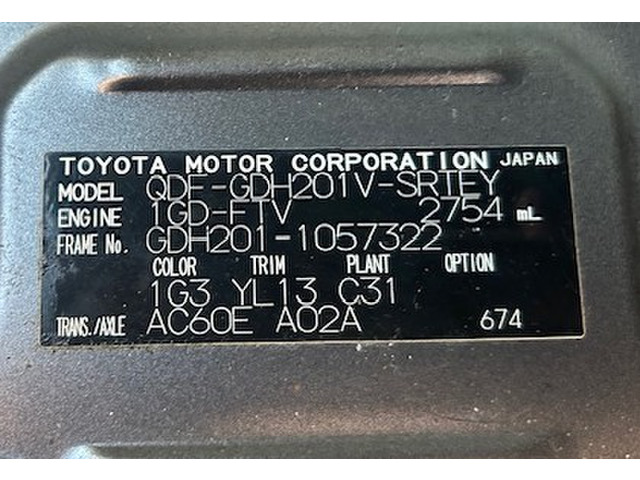 TOYOTA MOTOR CORPORATION JAPAN
MODEL QDF-GDH201V-SRTEY
ENGINE 1GD-FTV 2754 mL
FRAME No. GDH201-1057322
COLOR TRIM PLANT OPTION
1G3 YL13 C31
TRANS./AXLE AC60E A02A 674